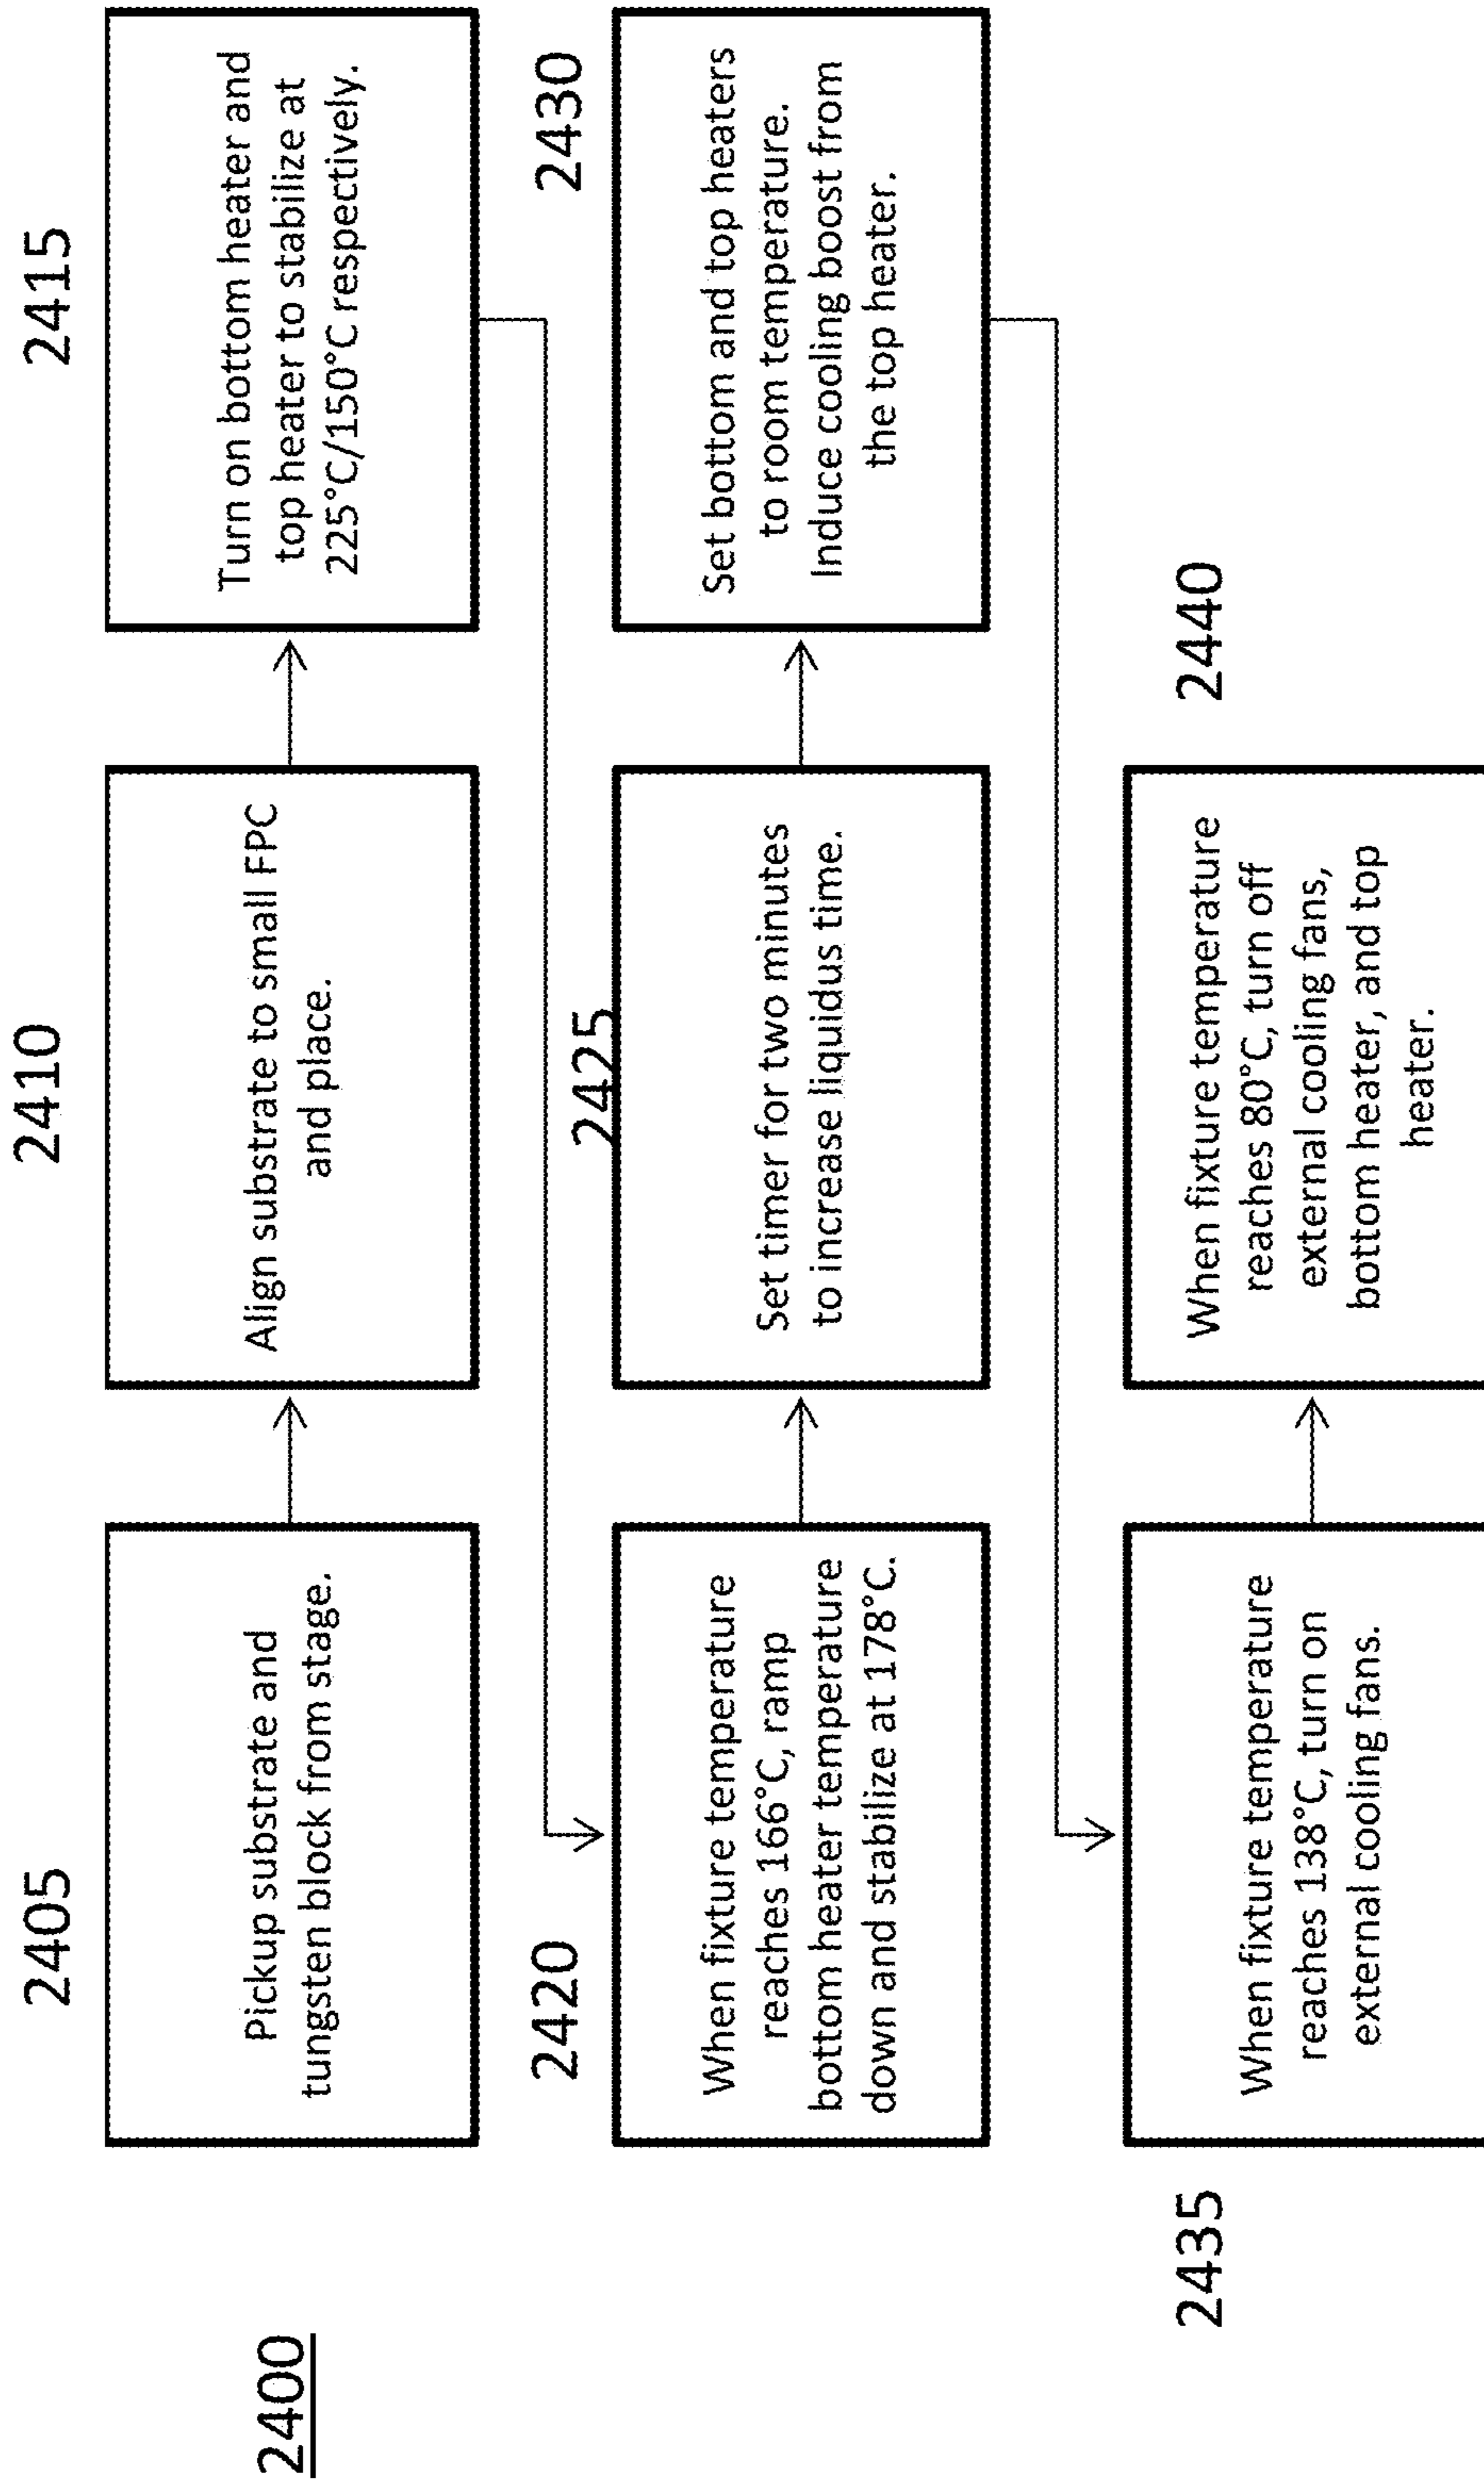 2400
2405
Pickup substrate and
tungsten block from stage.
2410
Align substrate to small FPC
and place.
2415
Turn on bottom heater and
top heater to stabilize at
225°C/150°C respectively.
2420
When fixture temperature
reaches 166°C, ramp
bottom heater temperature
down and stabilize at 178°C.
2425
Set timer for two minutes
to increase liquidus time.
2430
Set bottom and top heaters
to room temperature.
Induce cooling boost from
the top heater.
2435
When fixture temperature
reaches 138°C, turn on
external cooling fans.
2440
When fixture temperature
reaches 80°C, turn off
external cooling fans,
bottom heater, and top
heater.